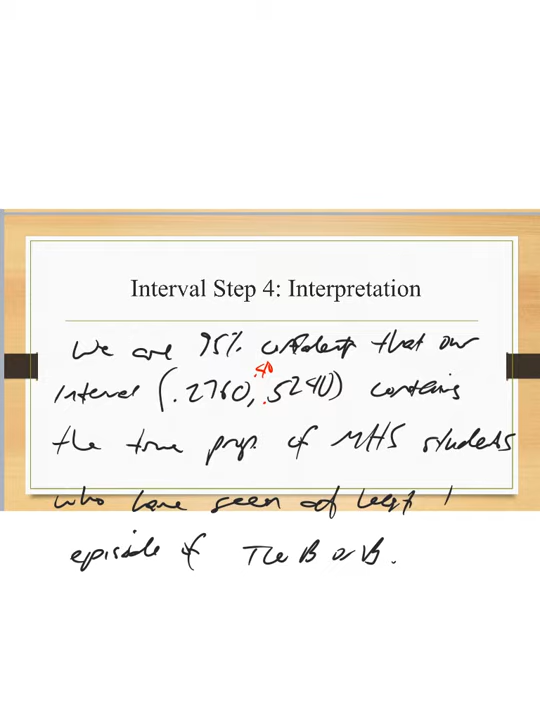 Interval Step 4: Interpretation
We are 95% confident that our
.40
interval (.2760, .5240) contains
the true prop. of MHS students
who have seen at least 1
episode of The B or B.